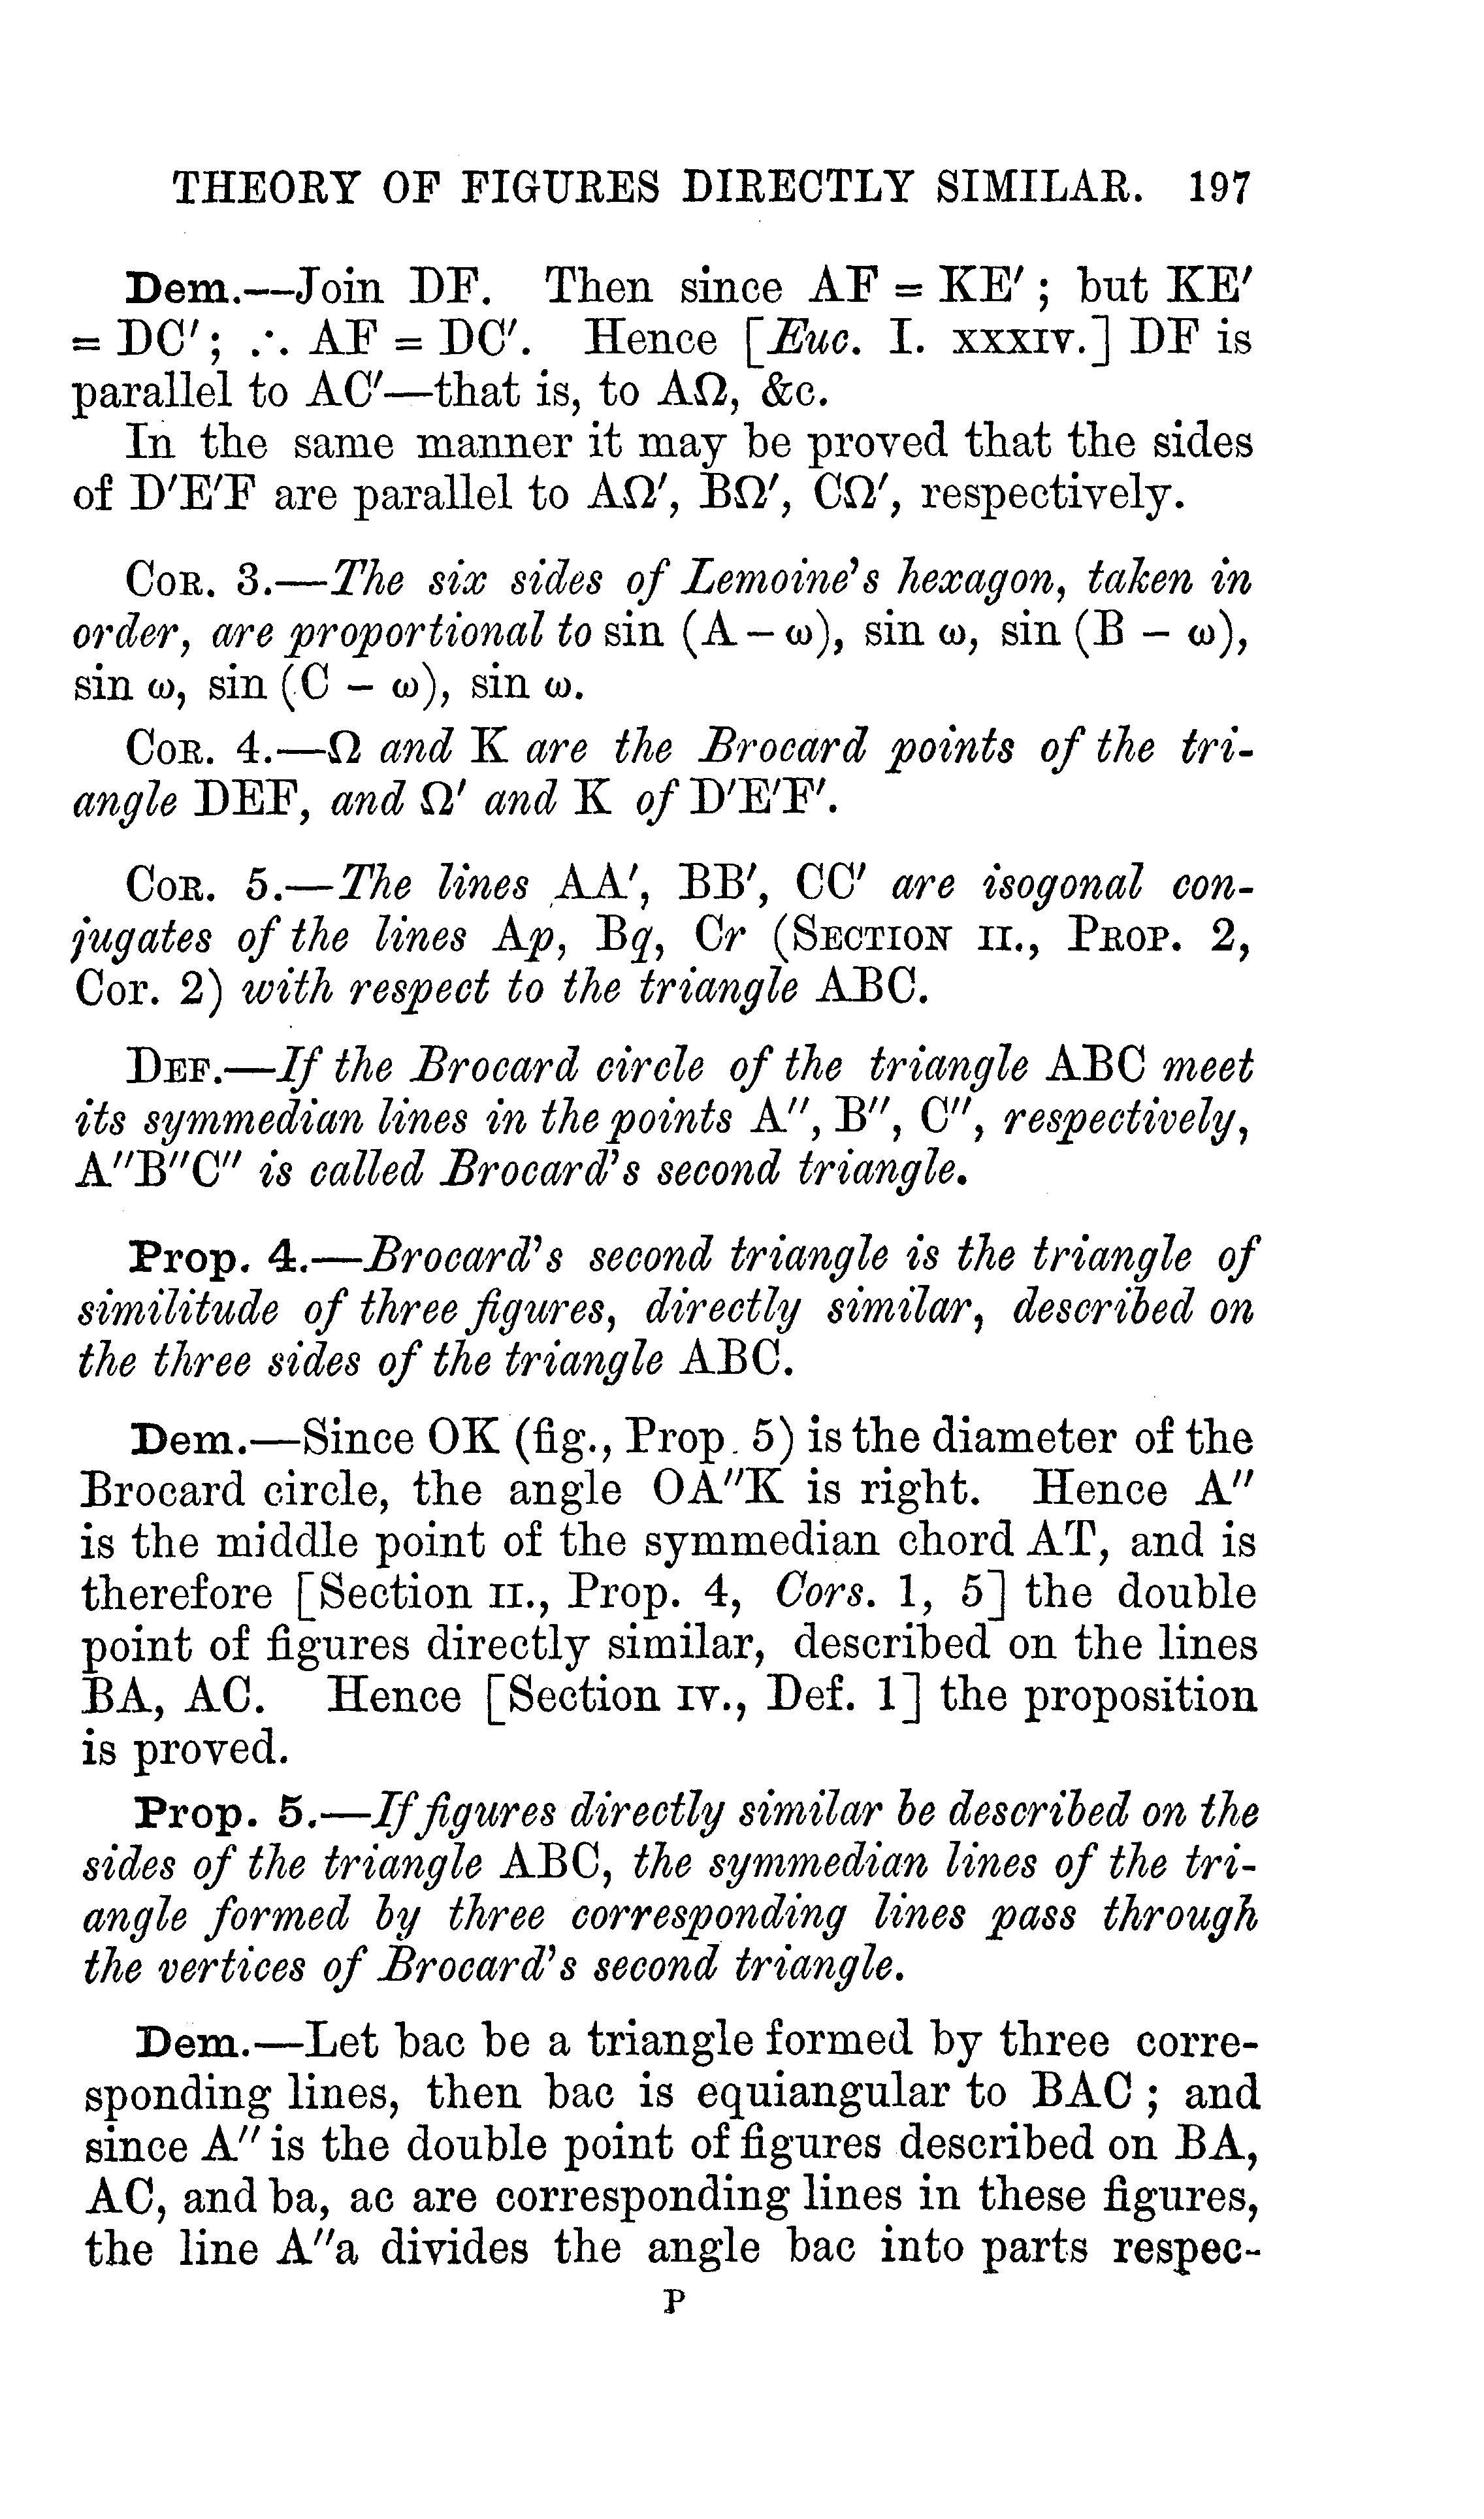 THEORY OF FIGURES DIRECTLY SIMILAR. 197
Dem.--Join DF. Then since AF = KE′ ; but KE′
= DC′ ; ∴ AF = DC′. Hence [Euc. I. xxxiv.] DF is
parallel to AC′—that is, to AΩ, &c.
In the same manner it may be proved that the sides
of D′E′F are parallel to AΩ′, BΩ′, CΩ′, respectively.
Cor. 3.—The six sides of Lemoine's hexagon, taken in
order, are proportional to sin (A – ω), sin ω, sin (B – ω),
sin ω, sin (C – ω), sin ω.
Cor. 4.—Ω and K are the Brocard points of the tri-
angle DEF, and Ω′ and K of D′E′F′.
Cor. 5.—The lines AA′, BB′, CC′ are isogonal con-
jugates of the lines Ap, Bq, Cr (Section II., Prop. 2,
Cor. 2) with respect to the triangle ABC.
Def.—If the Brocard circle of the triangle ABC meet
its symmedian lines in the points A″, B″, C″, respectively,
A″B″C″ is called Brocard's second triangle.
Prop. 4.—Brocard's second triangle is the triangle of
similitude of three figures, directly similar, described on
the three sides of the triangle ABC.
Dem.—Since OK (fig., Prop. 5) is the diameter of the
Brocard circle, the angle OA″K is right. Hence A″
is the middle point of the symmedian chord AT, and is
therefore [Section II., Prop. 4, Cors. 1, 5] the double
point of figures directly similar, described on the lines
BA, AC. Hence [Section IV., Def. 1] the proposition
is proved.
Prop. 5.—If figures directly similar be described on the
sides of the triangle ABC, the symmedian lines of the tri-
angle formed by three corresponding lines pass through
the vertices of Brocard's second triangle.
Dem.—Let bac be a triangle formed by three corre-
sponding lines, then bac is equiangular to BAC ; and
since A″ is the double point of figures described on BA,
AC, and ba, ac are corresponding lines in these figures,
the line A″a divides the angle bac into parts respec-
P